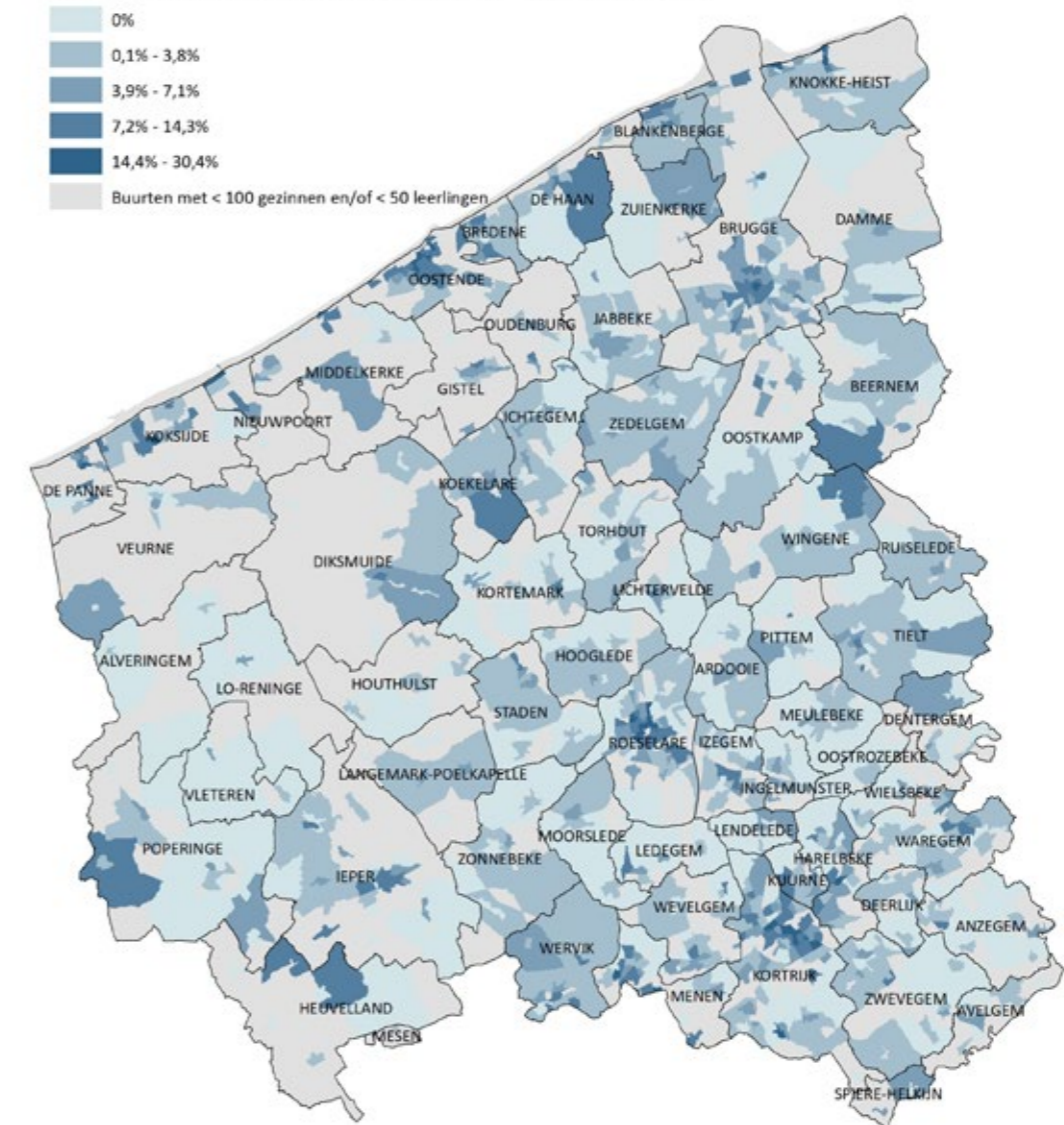 0%
0,1% - 3,8%
3,9% - 7,1%
7,2% - 14,3%
14,4% - 30,4%
Buurten met < 100 gezinnen en/of < 50 leerlingen
KNOKKE-HEIST
BLANKENBERGE
DE HAAN
ZUIENKERKE
DAMME
BRUGGE
BREDENE
OOSTENDE
OUDENBURG
JABBEKE
MIDDELKERKE
GISTEL
BEERNEM
ICHTEGEM
NIEUWPOORT
ZEDELGEM
KOKSIJDE
OOSTKAMP
KOEKELARE
DE PANNE
TORHOUT
WINGENE
VEURNE
RUISELEDE
DIKSMUIDE
KORTEMARK
LICHTERVELDE
PITTEM
TIELT
HOOGLEDE
ALVERINGEM
ARDOOIE
HOUTHULST
LO-RENINGE
STADEN
MEULEBEKE
DENTERGEM
ROESELARE
IZEGEM
OOSTROZEBEKE
LANGEMARK-POELKAPELLE
INGELMUNSTER
WIELSBEKE
VLETEREN
LENDELEDE
MOORSLEDE
WAREGEM
POPERINGE
LEDEGEM
ZONNEBEKE
HARELBEKE
IEPER
KUURNE
DEERLIJK
WEVELGEM
ANZEGEM
WERVIK
KORTRIJK
MENEN
ZWEVEGEM
HEUVELLAND
AVELGEM
MESEN
SPIERE-HELKIJN